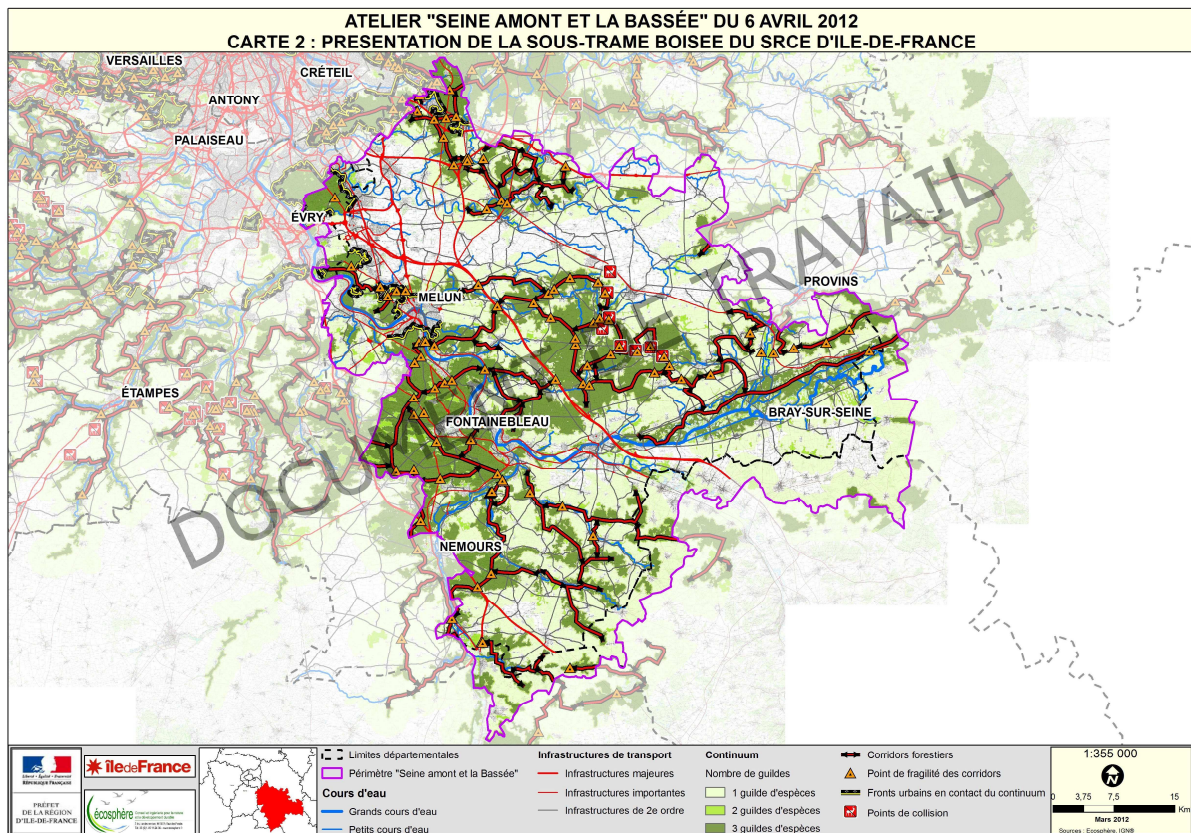 ATELIER "SEINE AMONT ET LA BASSÉE" DU 6 AVRIL 2012
CARTE 2 : PRESENTATION DE LA SOUS-TRAME BOISEE DU SRCE D'ILE-DE-FRANCE
VERSAILLES
CRÉTEIL
ANTONY
PALAISEAU
ÉVRY
MELUN
PROVINS
ÉTAMPES
FONTAINEBLEAU
BRAY-SUR-SEINE
NEMOURS
DOCUMENT DE TRAVAIL
Liberté • Égalité • Fraternité
RÉPUBLIQUE FRANÇAISE
PRÉFET
DE LA RÉGION
D'ILE-DE-FRANCE
îledeFrance
écosphère
Limites départementales
Périmètre "Seine amont et la Bassée"
Cours d'eau
Grands cours d'eau
Petits cours d'eau
Infrastructures de transport
Infrastructures majeures
Infrastructures importantes
Infrastructures de 2e ordre
Continuum
Nombre de guildes
1 guilde d'espèces
2 guildes d'espèces
3 guildes d'espèces
Corridors forestiers
Point de fragilité des corridors
Fronts urbains en contact du continuum
Points de collision
1:355 000
N
0 3,75 7,5 15
Km
Mars 2012
Sources : Ecosphère, IGN®